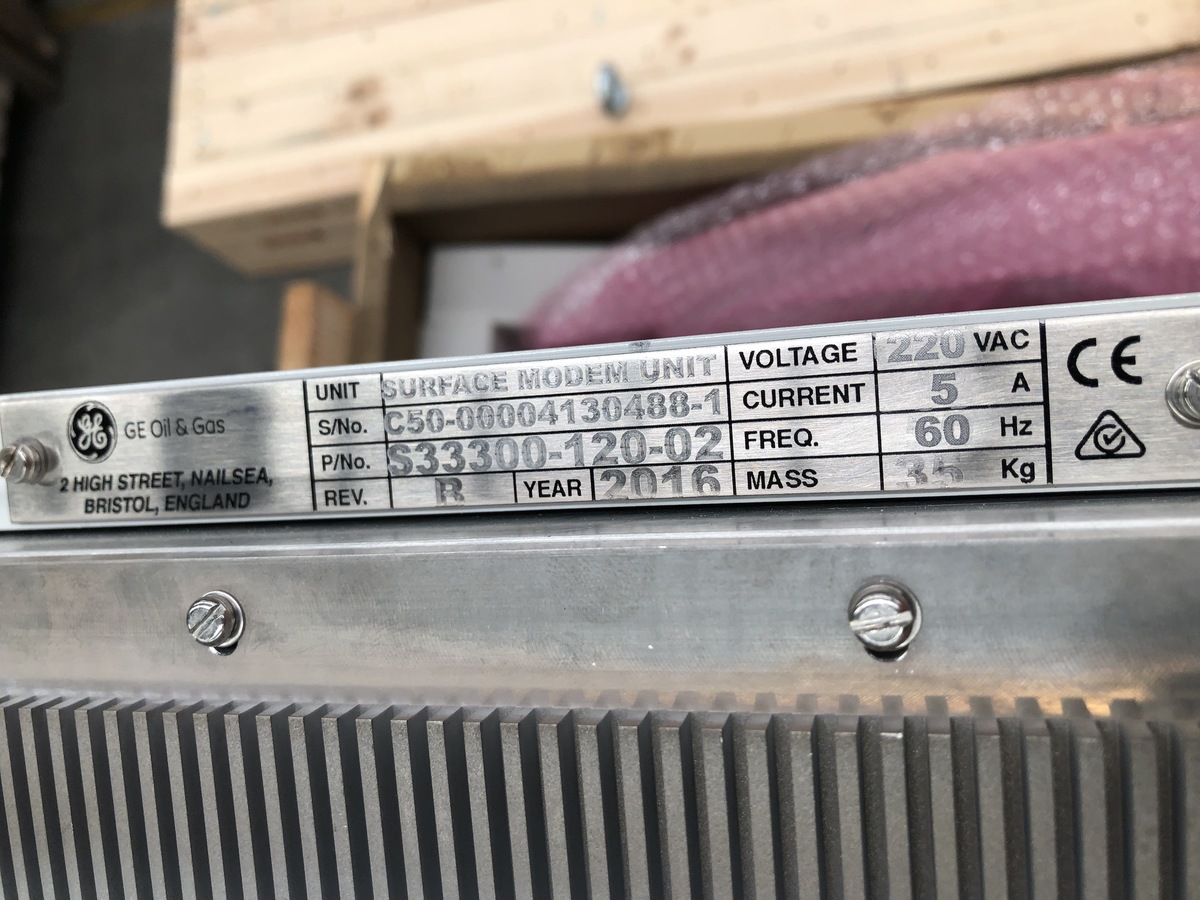 GE Oil & Gas
2 HIGH STREET, NAILSEA,
BRISTOL, ENGLAND
UNIT SURFACE MODEM UNIT
S/No. C50-00004130488-1
P/No. S33300-120-02
REV. R YEAR 2016
VOLTAGE 220 VAC
CURRENT 5 A
FREQ. 60 Hz
MASS 35 Kg
CE